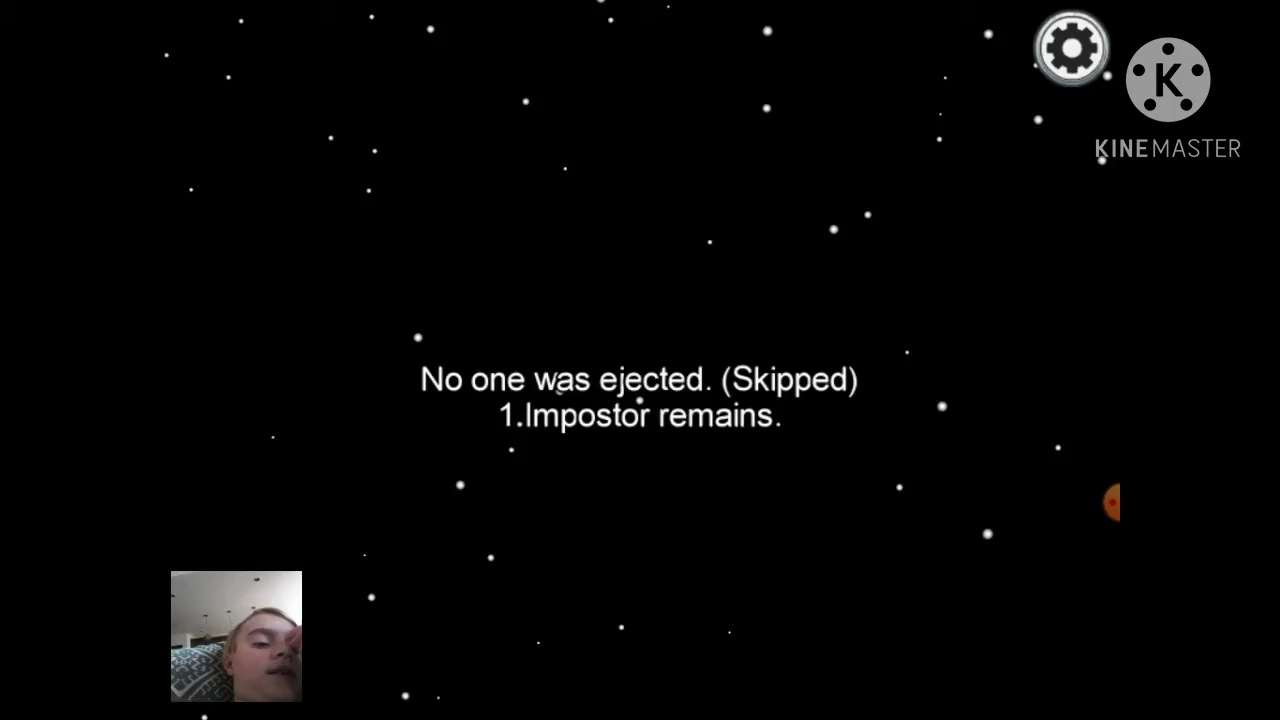 K
KINEMASTER
No one was ejected. (Skipped)
1.Impostor remains.